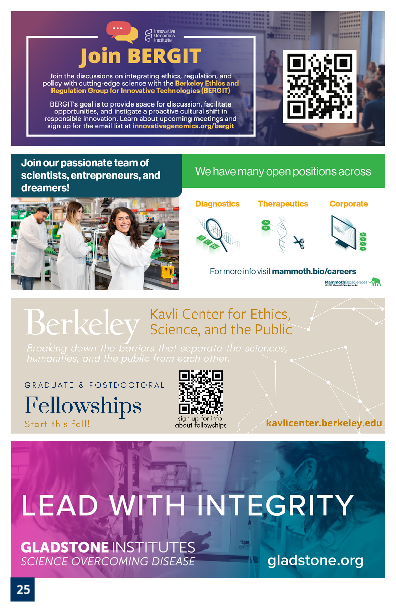 Innovative
Genomics
Institute
Join BERGIT
Join the discussions on integrating ethics, regulation, and
policy with cutting-edge science with the Berkeley Ethics and
Regulation Group for Innovative Technologies (BERGIT)
BERGIT's goal is to provide space for discussion, facilitate
opportunities, and instigate a proactive cultural shift in
responsible innovation. Learn about upcoming meetings and
sign up for the email list at innovativegenomics.org/bergit
Join our passionate team of
scientists, entrepreneurs, and
dreamers!
We have many open positions across
Diagnostics
Therapeutics
Corporate
For more info visit mammoth.bio/careers
Mammoth Biosciences
Berkeley
Kavli Center for Ethics,
Science, and the Public
Breaking down the barriers that separate the sciences,
humanities, and the public from each other.
GRADUATE & POSTDOCTORAL
Fellowships
Start this fall!
sign up for info
about fellowships
kavlicenter.berkeley.edu
LEAD WITH INTEGRITY
GLADSTONE INSTITUTES
SCIENCE OVERCOMING DISEASE
gladstone.org
25